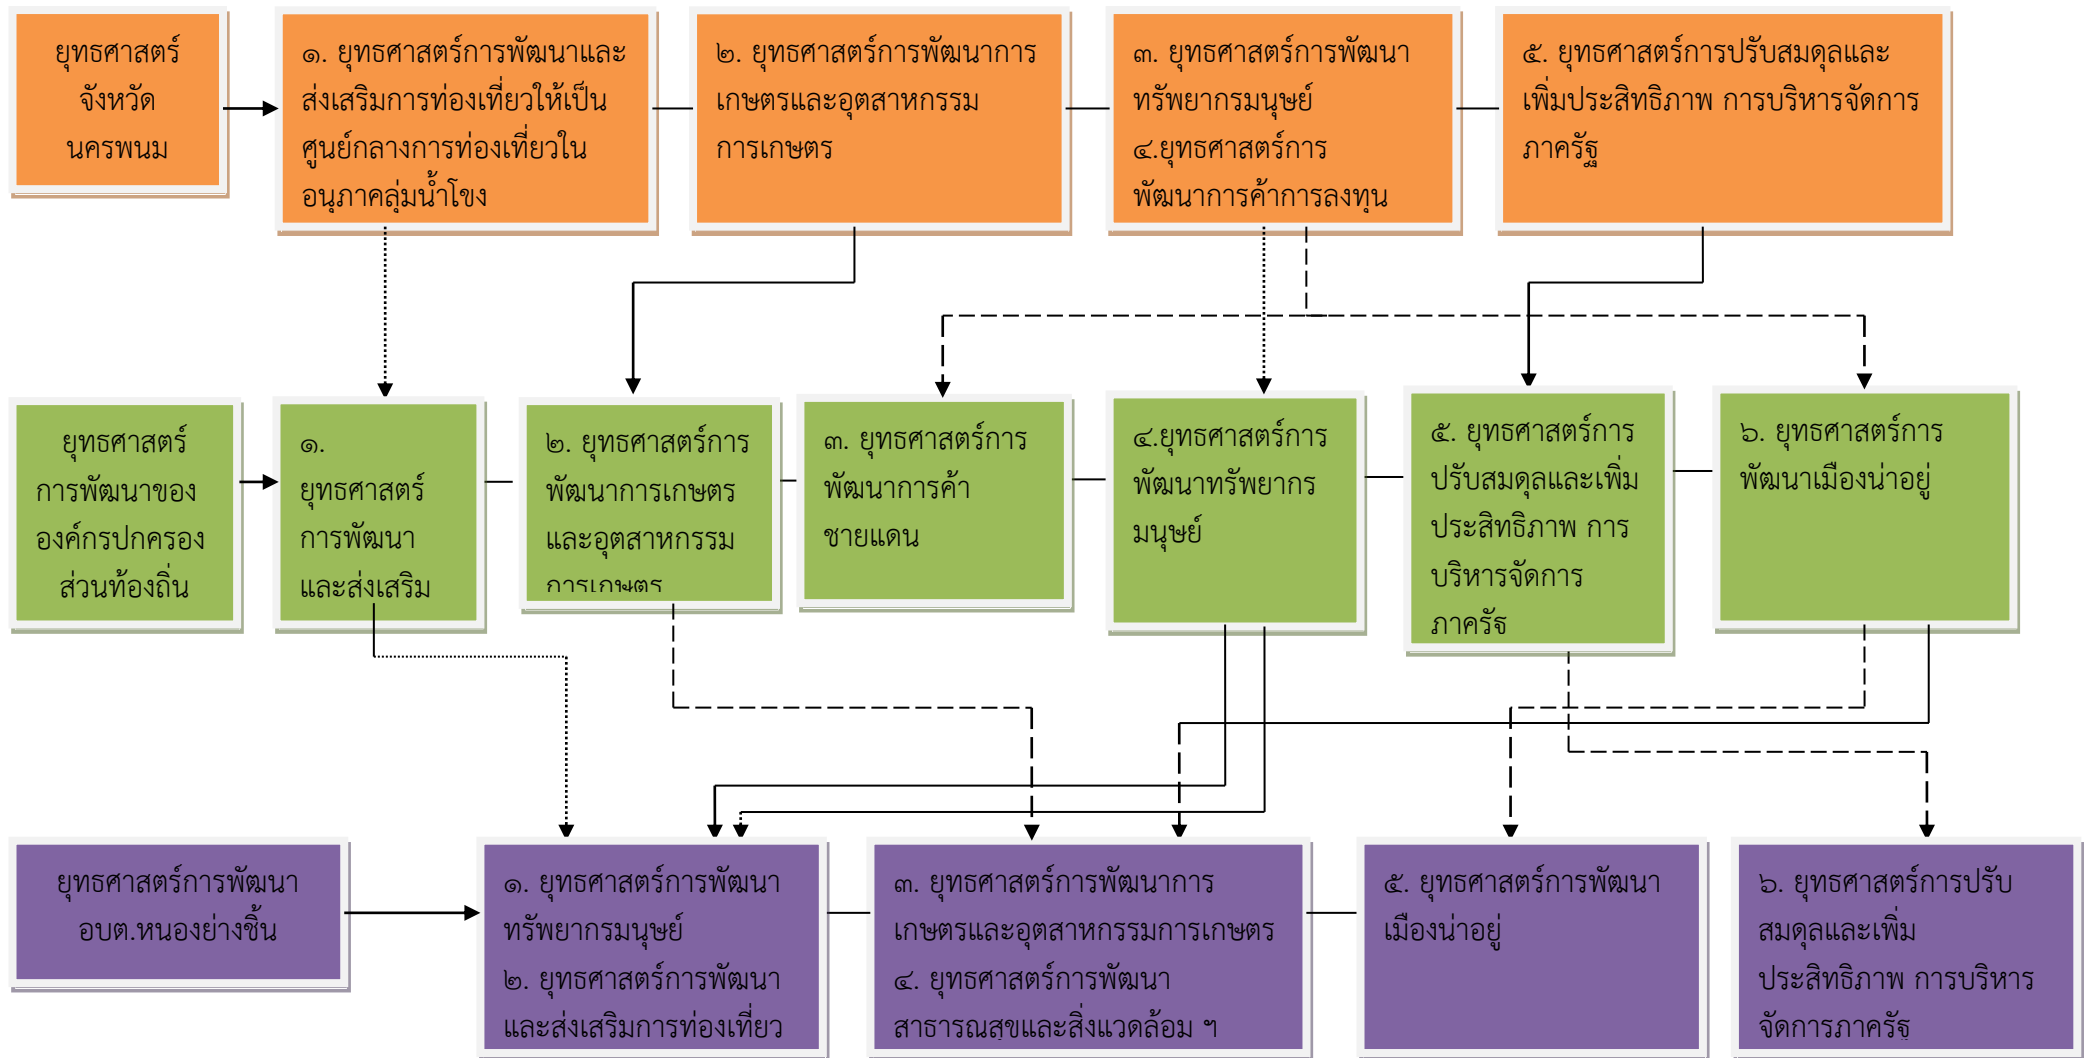 ยุทธศาสตร์
จังหวัด
นครพนม
๑. ยุทธศาสตร์การพัฒนาและ
ส่งเสริมการท่องเที่ยวให้เป็น
ศูนย์กลางการท่องเที่ยวใน
อนุภาคลุ่มน้ำโขง
๒. ยุทธศาสตร์การพัฒนาการ
เกษตรและอุตสาหกรรม
การเกษตร
๓. ยุทธศาสตร์การพัฒนา
ทรัพยากรมนุษย์
๔.ยุทธศาสตร์การ
พัฒนาการค้าการลงทุน
๕. ยุทธศาสตร์การปรับสมดุลและ
เพิ่มประสิทธิภาพ การบริหารจัดการ
ภาครัฐ
ยุทธศาสตร์
การพัฒนาของ
องค์กรปกครอง
ส่วนท้องถิ่น
๑.
ยุทธศาสตร์
การพัฒนา
และส่งเสริม
๒. ยุทธศาสตร์การ
พัฒนาการเกษตร
และอุตสาหกรรม
การเกษตร
๓. ยุทธศาสตร์การ
พัฒนาการค้า
ชายแดน
๔.ยุทธศาสตร์การ
พัฒนาทรัพยากร
มนุษย์
๕. ยุทธศาสตร์การ
ปรับสมดุลและเพิ่ม
ประสิทธิภาพ การ
บริหารจัดการ
ภาครัฐ
๖. ยุทธศาสตร์การ
พัฒนาเมืองน่าอยู่
ยุทธศาสตร์การพัฒนา
อบต.หนองย่างชิ้น
๑. ยุทธศาสตร์การพัฒนา
ทรัพยากรมนุษย์
๒. ยุทธศาสตร์การพัฒนา
และส่งเสริมการท่องเที่ยว
๓. ยุทธศาสตร์การพัฒนาการ
เกษตรและอุตสาหกรรมการเกษตร
๔. ยุทธศาสตร์การพัฒนา
สาธารณสุขและสิ่งแวดล้อม ฯ
๕. ยุทธศาสตร์การพัฒนา
เมืองน่าอยู่
๖. ยุทธศาสตร์การปรับ
สมดุลและเพิ่ม
ประสิทธิภาพ การบริหาร
จัดการภาครัฐ